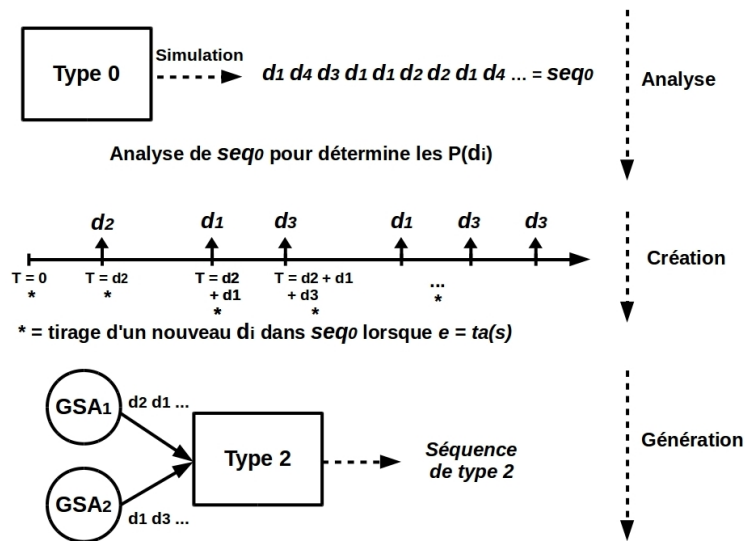 Type 0
Simulation
d1 d4 d3 d1 d1 d2 d2 d1 d4 ... = seq0
Analyse
Analyse de seq0 pour détermine les P(di)
d2 d1 d3 d1 d3 d3
T = 0 T = d2 T = d2 T = d2 + d1 ...
+ d1 + d3
* * * * *
Création
* = tirage d'un nouveau di dans seq0 lorsque e = ta(s)
GSA1
d2 d1 ...
Type 2
Séquence
de type 2
Génération
GSA2
d1 d3 ...